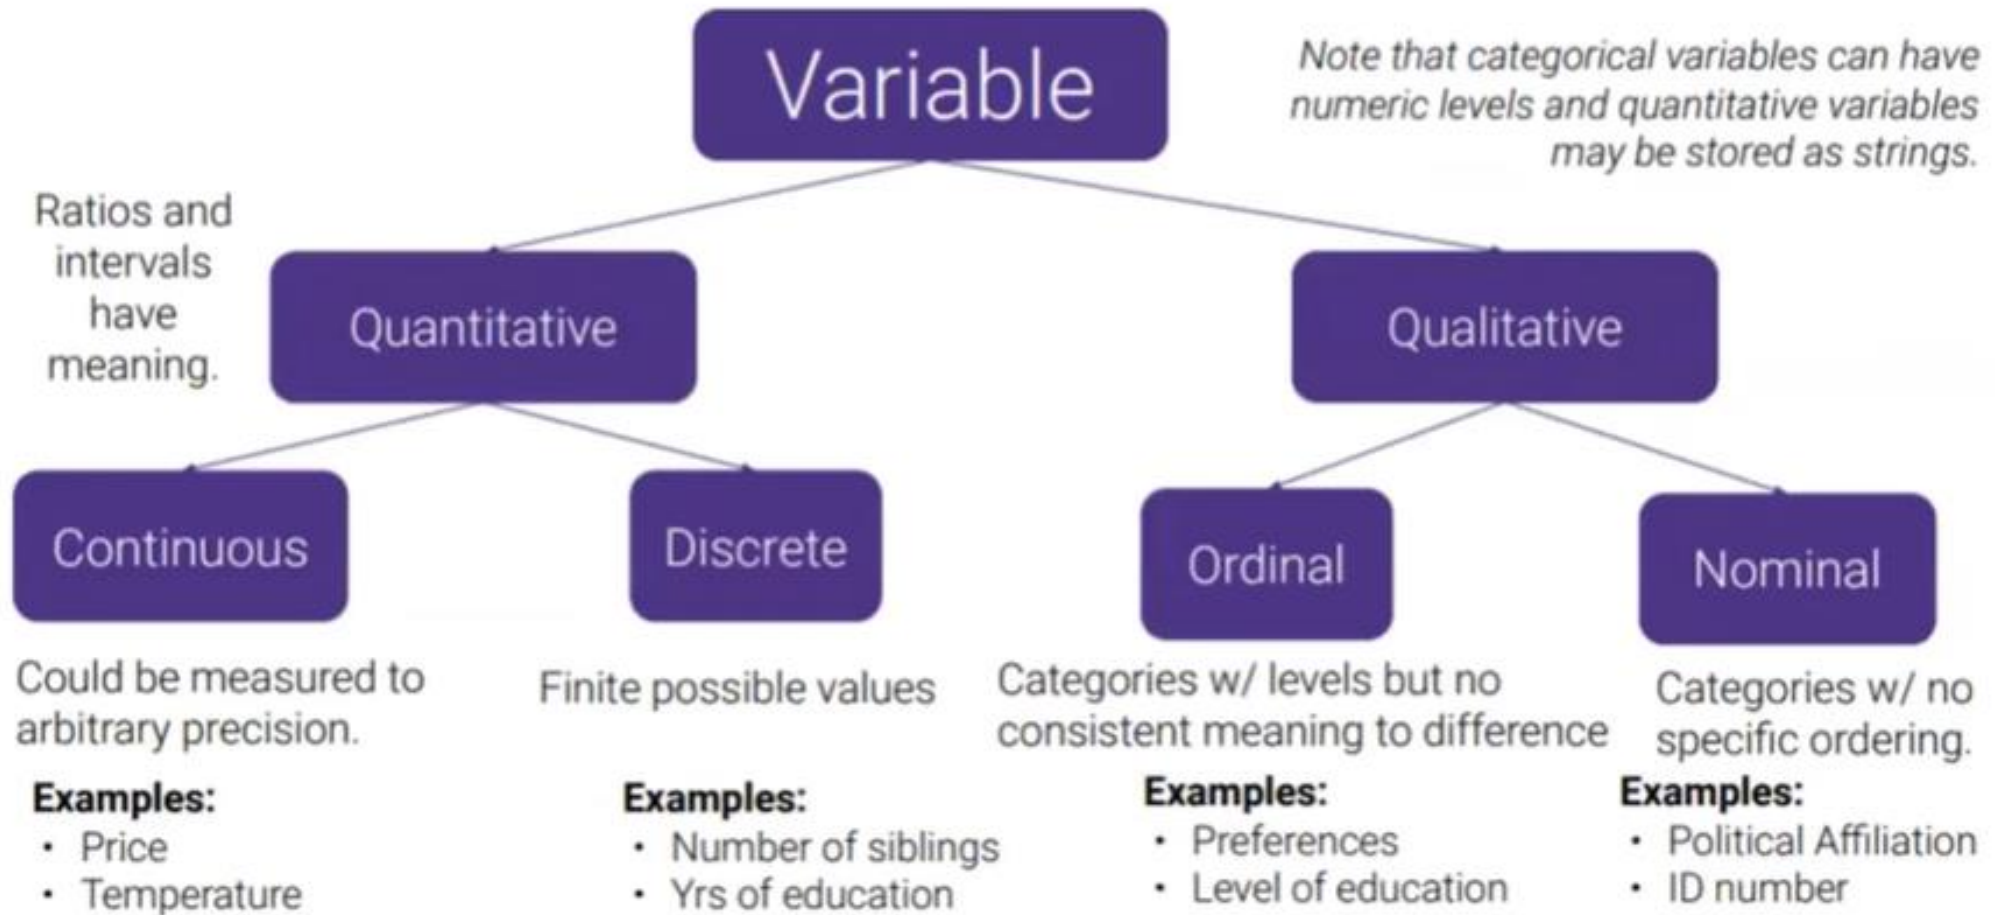 Variable
Note that categorical variables can have
numeric levels and quantitative variables
may be stored as strings.
Ratios and
intervals
have
meaning.
Quantitative
Qualitative
Continuous
Discrete
Ordinal
Nominal
Could be measured to
arbitrary precision.
Examples:
• Price
• Temperature
Finite possible values
Examples:
• Number of siblings
• Yrs of education
Categories w/ levels but no
consistent meaning to difference
Examples:
• Preferences
• Level of education
Categories w/ no
specific ordering.
Examples:
• Political Affiliation
• ID number